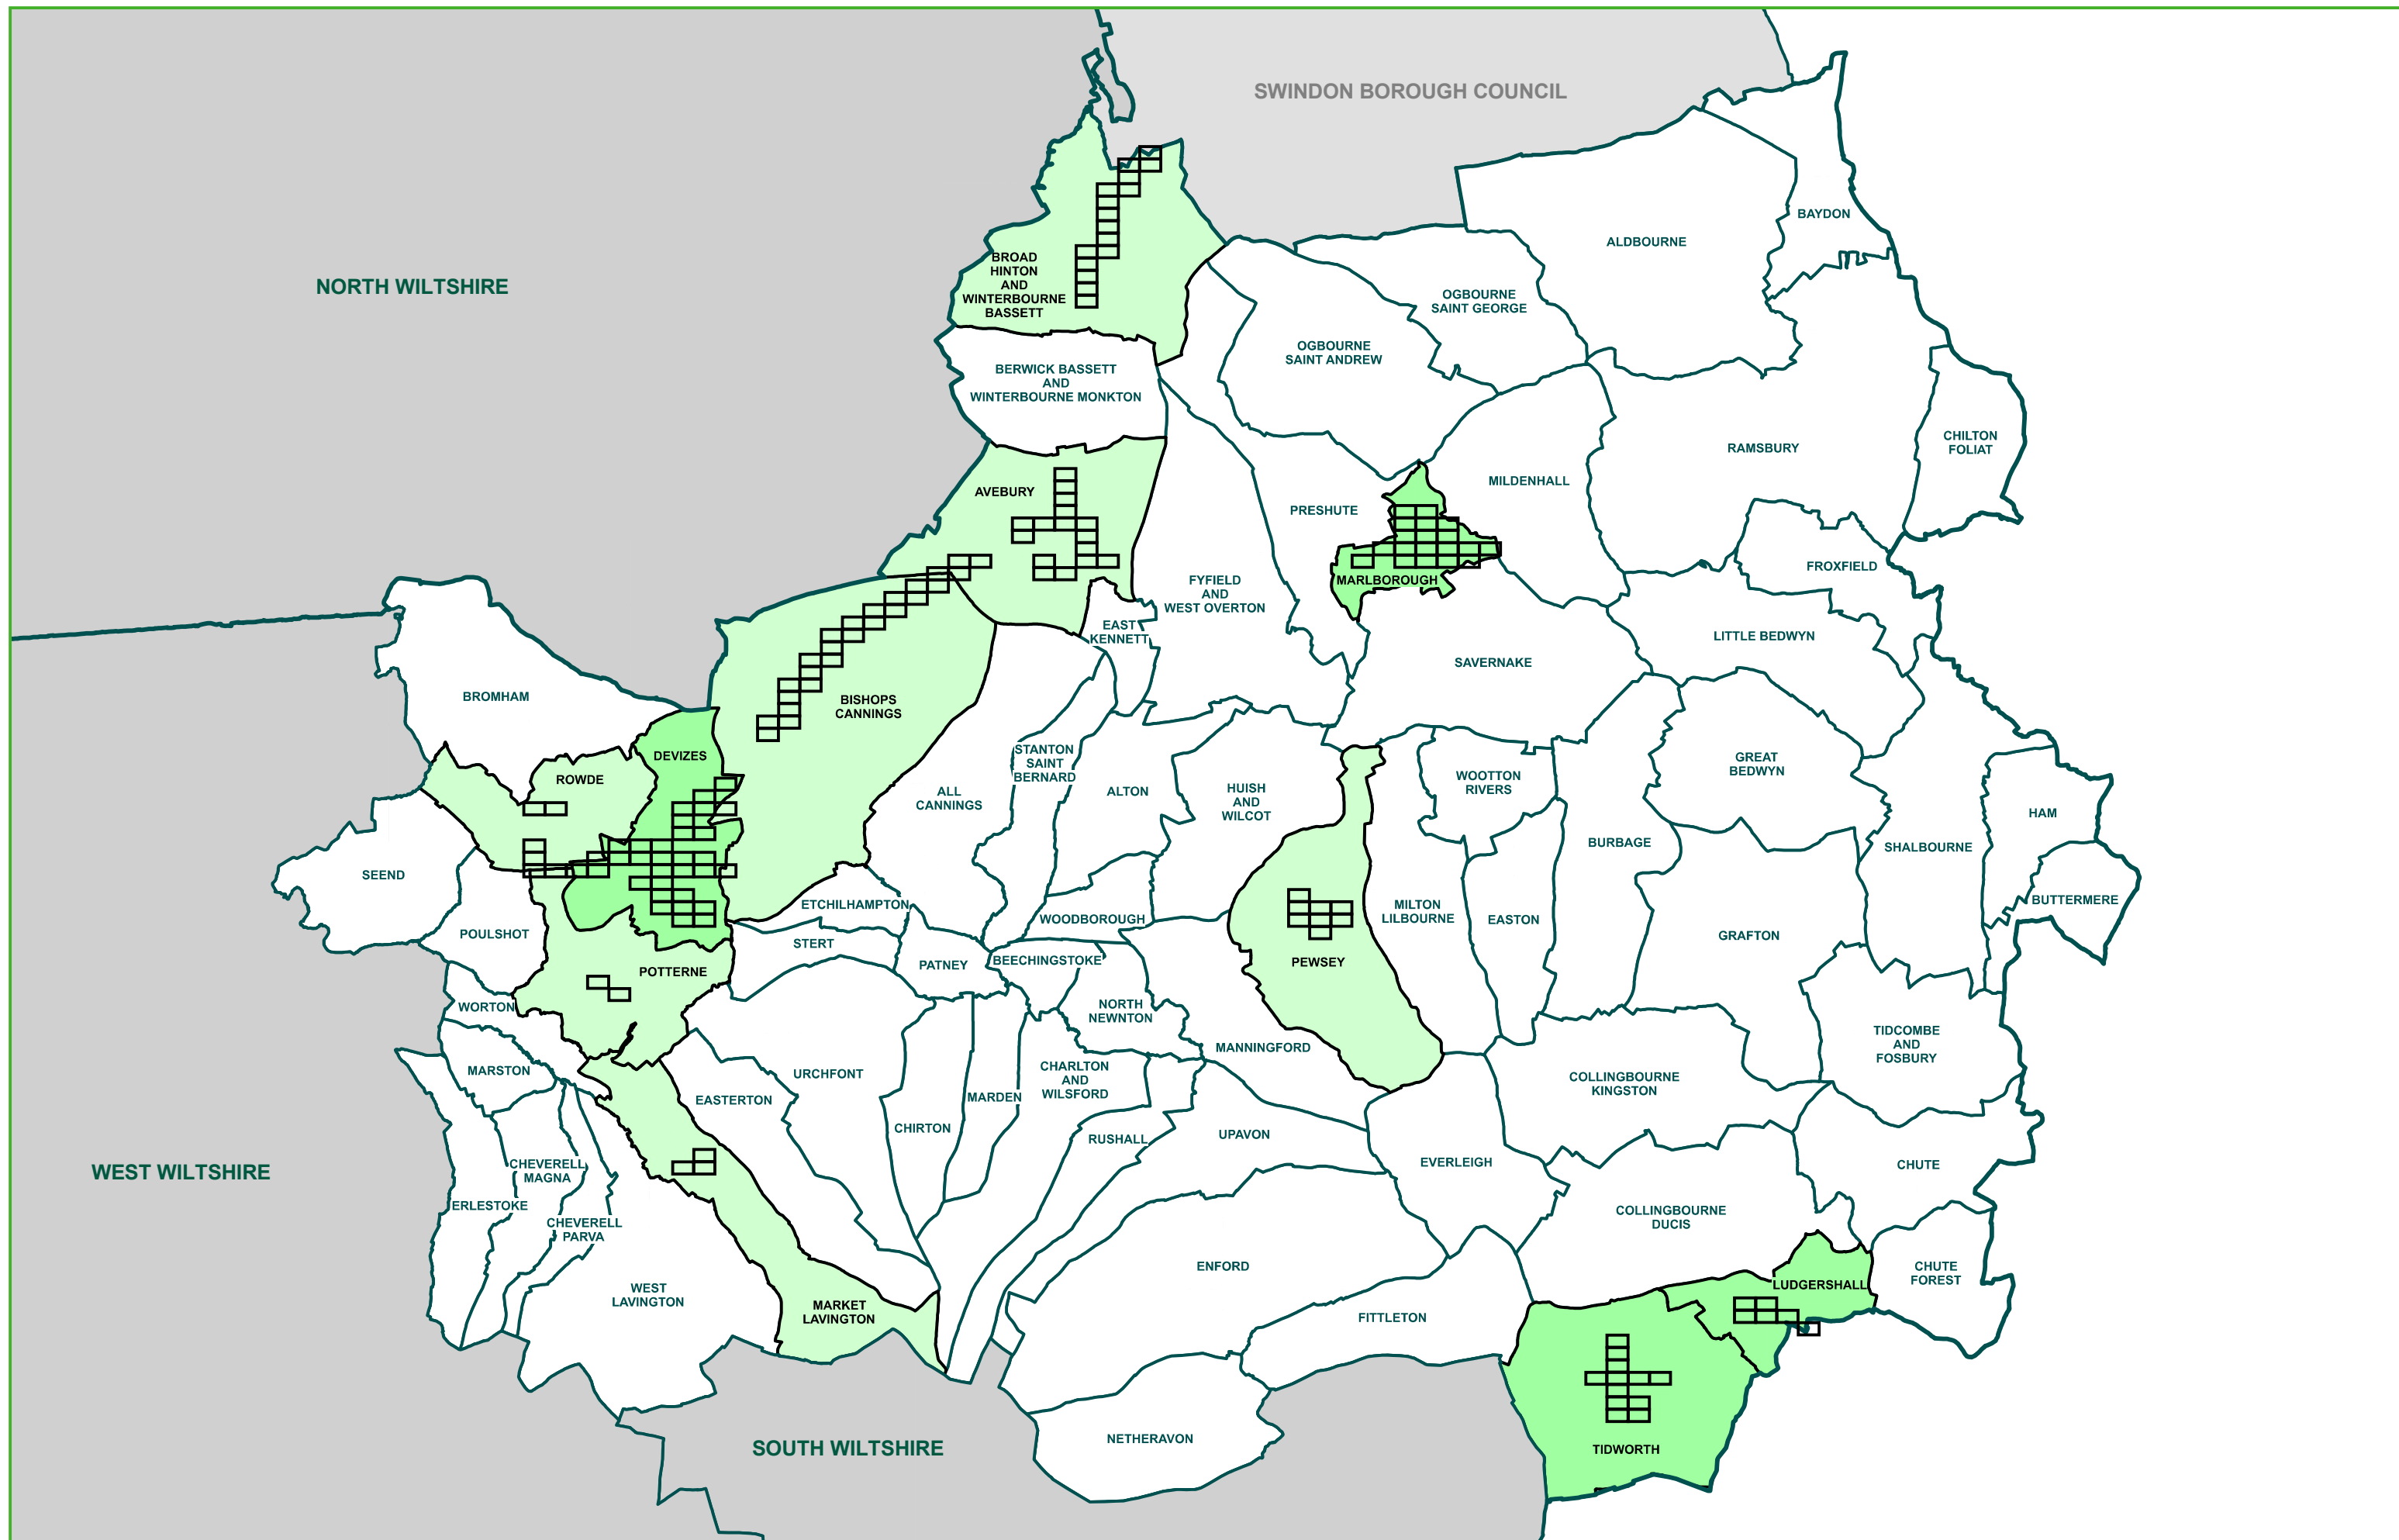 SWINDON BOROUGH COUNCIL
NORTH WILTSHIRE
BAYDON
ALDBOURNE
BROAD
HINTON
AND
WINTERBOURNE
BASSETT
OGBOURNE
SAINT GEORGE
OGBOURNE
SAINT ANDREW
BERWICK BASSETT
AND
WINTERBOURNE MONKTON
CHILTON
FOLIAT
RAMSBURY
MILDENHALL
AVEBURY
PRESHUTE
FROXFIELD
MARLBOROUGH
FYFIELD
AND
WEST OVERTON
EAST
KENNETT
LITTLE BEDWYN
SAVERNAKE
BROMHAM
BISHOPS
CANNINGS
DEVIZES
STANTON
SAINT
BERNARD
ROWDE
GREAT
BEDWYN
WOOTTON
RIVERS
ALL
CANNINGS
ALTON
HUISH
AND
WILCOT
HAM
BURBAGE
SHALBOURNE
SEEND
ETCHILHAMPTON
BUTTERMERE
MILTON
LILBOURNE
EASTON
WOODBOROUGH
POULSHOT
GRAFTON
STERT
PATNEY
BEECHINGSTOKE
PEWSEY
POTTERNE
WORTON
NORTH
NEWNTON
TIDCOMBE
AND
FOSBURY
MANNINGFORD
MARSTON
URCHFONT
CHARLTON
AND
WILSFORD
COLLINGBOURNE
KINGSTON
EASTERTON
MARDEN
CHIRTON
RUSHALL
UPAVON
EVERLEIGH
CHUTE
WEST WILTSHIRE
CHEVERELL
MAGNA
ERLESTOKE
CHEVERELL
PARVA
COLLINGBOURNE
DUCIS
ENFORD
CHUTE
FOREST
LUDGERSHALL
WEST
LAVINGTON
MARKET
LAVINGTON
FITTLETON
SOUTH WILTSHIRE
NETHERAVON
TIDWORTH